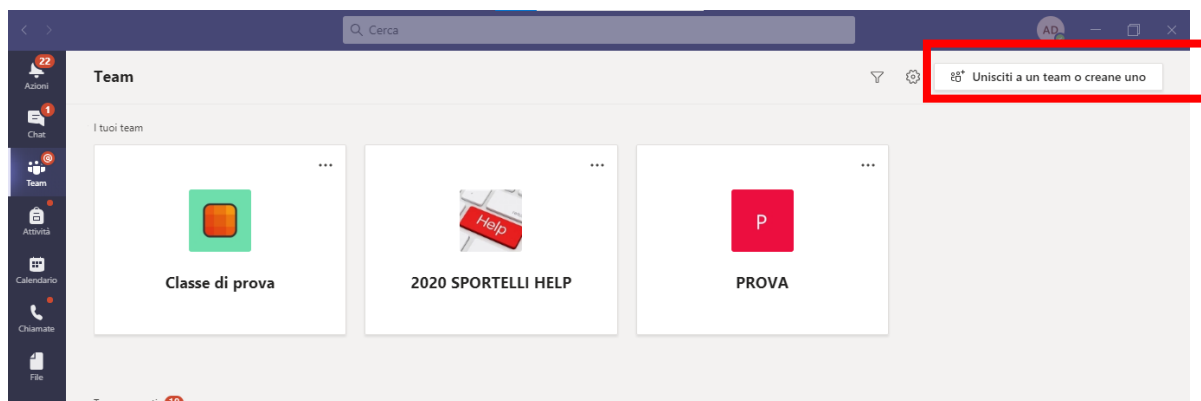 Cerca
AD
22
Azioni
1
Chat
@
Team
Attività
Calendario
Chiamate
File
Team
Unisciti a un team o creane uno
I tuoi team
...
...
...
Help
P
Classe di prova
2020 SPORTELLI HELP
PROVA